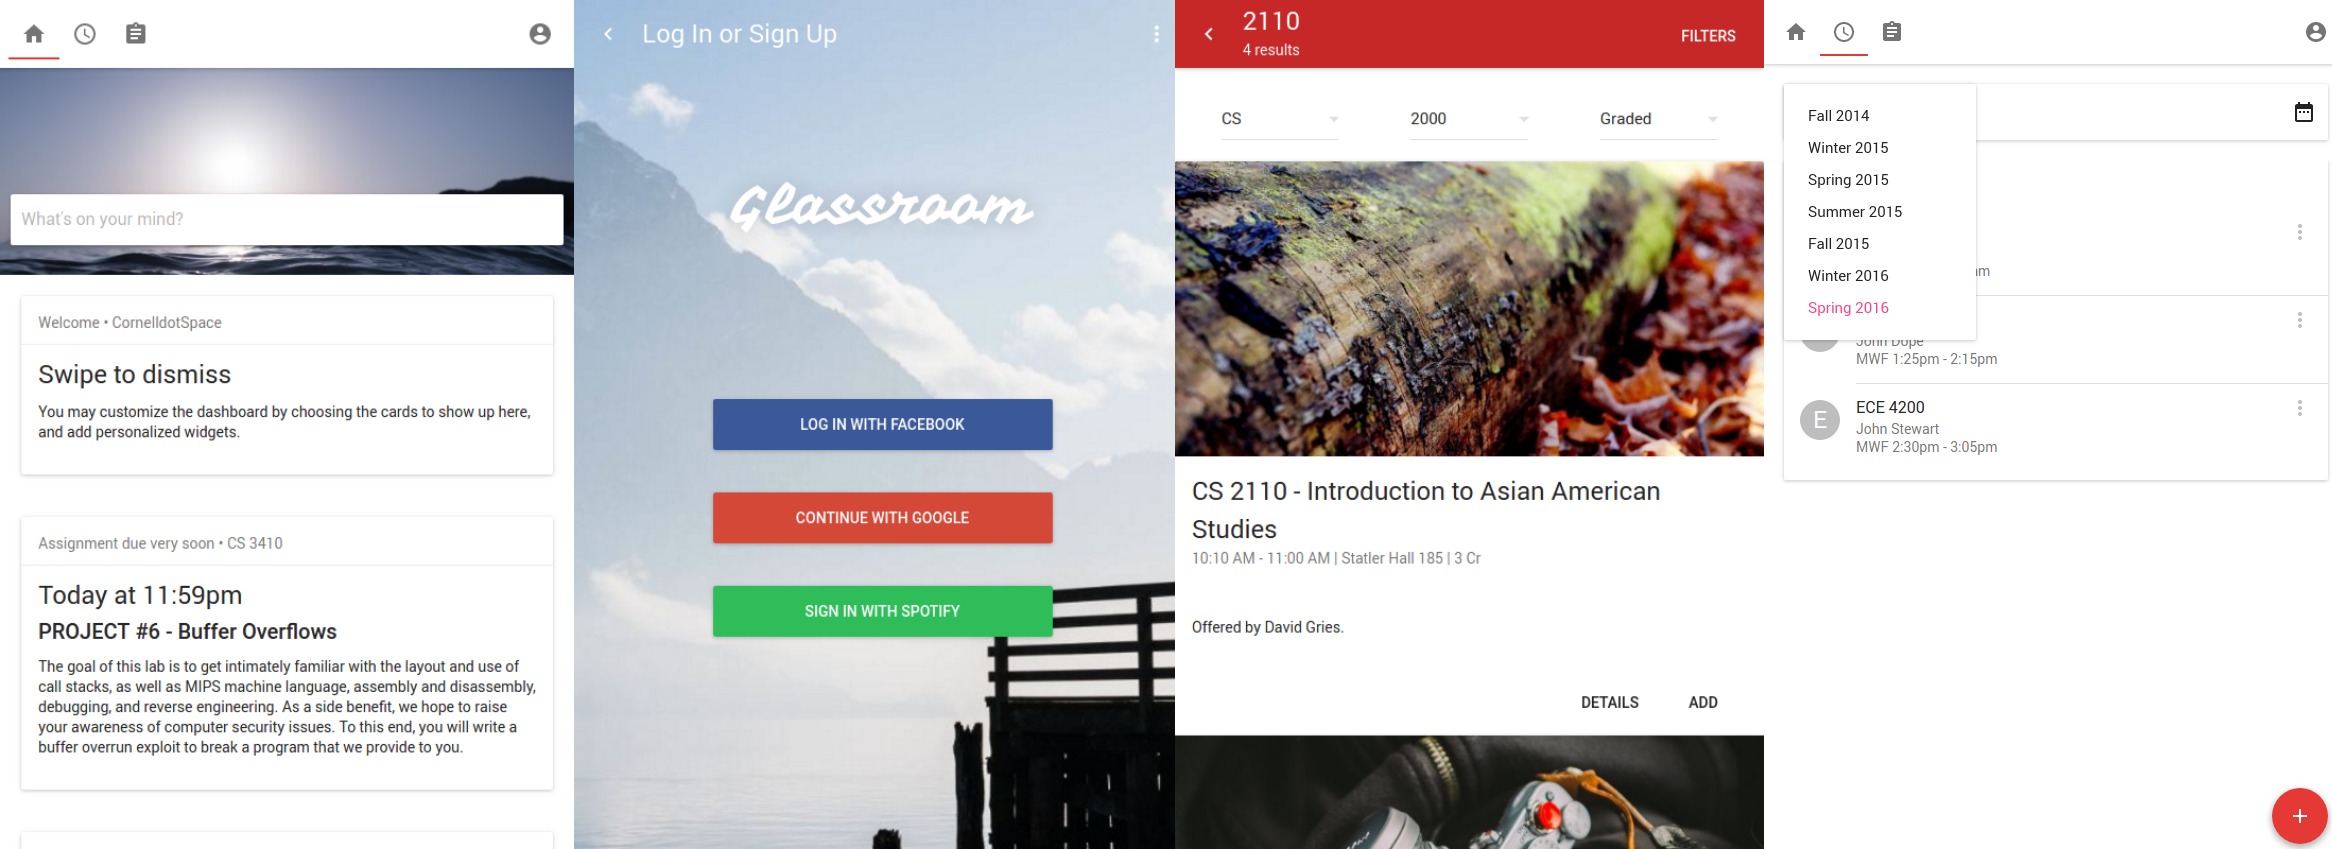 What's on your mind?
Welcome • CornelldotSpace
Swipe to dismiss
You may customize the dashboard by choosing the cards to show up here,
and add personalized widgets.
Assignment due very soon • CS 3410
Today at 11:59pm
PROJECT #6 - Buffer Overflows
The goal of this lab is to get intimately familiar with the layout and use of
call stacks, as well as MIPS machine language, assembly and disassembly,
debugging, and reverse engineering. As a side benefit, we hope to raise
your awareness of computer security issues. To this end, you will write a
buffer overrun exploit to break a program that we provide to you.
Log In or Sign Up
Glassroom
LOG IN WITH FACEBOOK
CONTINUE WITH GOOGLE
SIGN IN WITH SPOTIFY
2110
4 results
FILTERS
CS
2000
Graded
CS 2110 - Introduction to Asian American
Studies
10:10 AM - 11:00 AM | Statler Hall 185 | 3 Cr
Offered by David Gries.
DETAILS
ADD
Fall 2014
Winter 2015
Spring 2015
Summer 2015
Fall 2015
Winter 2016
Spring 2016
John Dope
MWF 1:25pm - 2:15pm
E
ECE 4200
John Stewart
MWF 2:30pm - 3:05pm